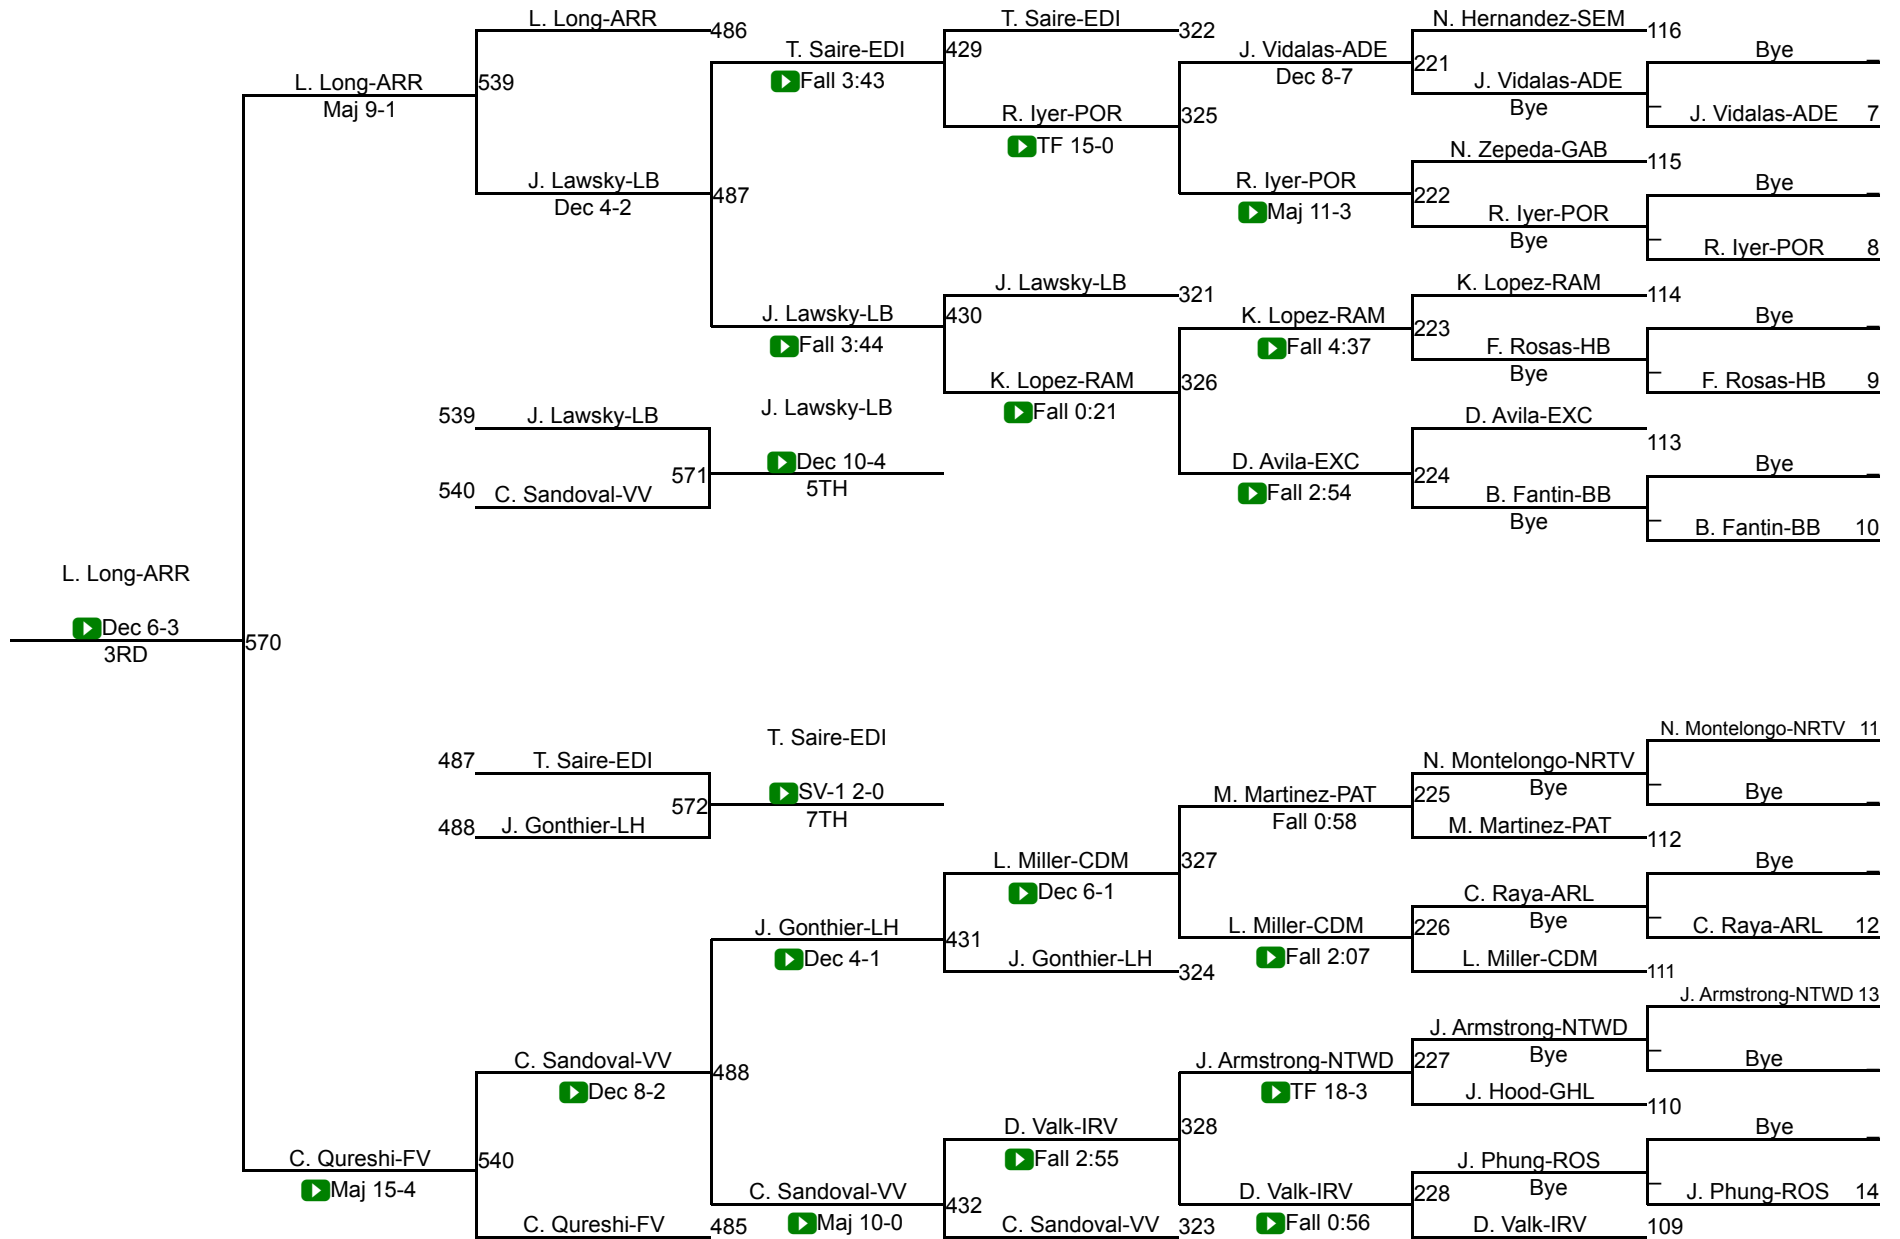 L. Long-ARR
486
T. Saire-EDI
322
N. Hernandez-SEM
116
T. Saire-EDI
429
J. Vidalas-ADE
Bye
L. Long-ARR
539
Fall 3:43
Dec 8-7
221
J. Vidalas-ADE
Maj 9-1
R. Iyer-POR
325
Bye
J. Vidalas-ADE 7
TF 15-0
N. Zepeda-GAB
115
J. Lawsky-LB
487
R. Iyer-POR
222
Bye
Dec 4-2
Maj 11-3
R. Iyer-POR
Bye
R. Iyer-POR 8
J. Lawsky-LB
321
K. Lopez-RAM
114
J. Lawsky-LB
430
K. Lopez-RAM
223
Bye
Fall 3:44
Fall 4:37
F. Rosas-HB
Bye
K. Lopez-RAM
326
F. Rosas-HB 9
539
J. Lawsky-LB
J. Lawsky-LB
Fall 0:21
D. Avila-EXC
113
571
Dec 10-4
5TH
D. Avila-EXC
224
Bye
540
C. Sandoval-VV
Fall 2:54
B. Fantin-BB
Bye
B. Fantin-BB 10
L. Long-ARR
Dec 6-3
3RD
570
T. Saire-EDI
N. Montelongo-NRTV 11
487
T. Saire-EDI
N. Montelongo-NRTV
572
SV-1 2-0
7TH
M. Martinez-PAT
225
Bye
Bye
488
J. Gonthier-LH
Fall 0:58
M. Martinez-PAT
112
L. Miller-CDM
327
Bye
Dec 6-1
C. Raya-ARL
J. Gonthier-LH
431
L. Miller-CDM
226
Bye
C. Raya-ARL 12
Dec 4-1
J. Gonthier-LH
324
Fall 2:07
L. Miller-CDM
111
J. Armstrong-NTWD 13
J. Armstrong-NTWD
C. Sandoval-VV
488
J. Armstrong-NTWD
227
Bye
Bye
Dec 8-2
TF 18-3
J. Hood-GHL
110
D. Valk-IRV
328
Bye
C. Qureshi-FV
540
Fall 2:55
J. Phung-ROS
Maj 15-4
C. Sandoval-VV
432
D. Valk-IRV
228
Bye
J. Phung-ROS 14
C. Qureshi-FV
485
Maj 10-0
C. Sandoval-VV
323
Fall 0:56
D. Valk-IRV
109